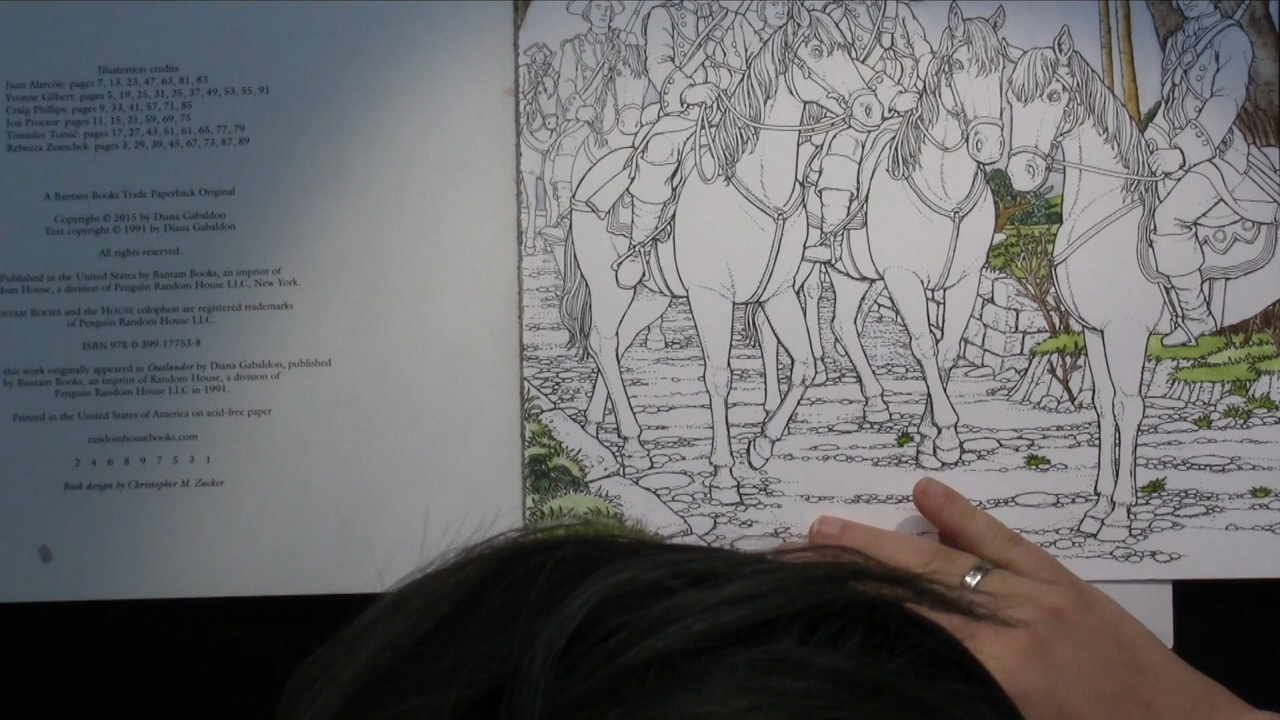 Illustration credits
Juan Alarcón: pages 7, 13, 23, 47, 63, 81, 83
Yvonne Gilbert: pages 5, 19, 25, 31, 35, 37, 49, 53, 55, 91
Craig Phillips: pages 9, 33, 41, 57, 71, 85
Jon Proctor: pages 11, 15, 21, 59, 69, 75
Tomislav Tomić: pages 17, 27, 43, 51, 61, 65, 77, 79
Rebecca Zomchek: pages 3, 29, 39, 45, 67, 73, 87, 89
A Bantam Books Trade Paperback Original
Copyright © 2015 by Diana Gabaldon
Text copyright © 1991 by Diana Gabaldon
All rights reserved.
Published in the United States by Bantam Books, an imprint of
House, a division of Penguin Random House LLC, New York.
BOOKS and the HOUSE colophon are registered trademarks
of Penguin Random House LLC.
ISBN 978-0-399-17753-8
this work originally appeared in Outlander by Diana Gabaldon, published
by Bantam Books, an imprint of Random House, a division of
Penguin Random House LLC in 1991.
Printed in the United States of America on acid-free paper
randomhousebooks.com
2 4 6 8 9 7 5 3 1
Book design by Christopher M. Zucker